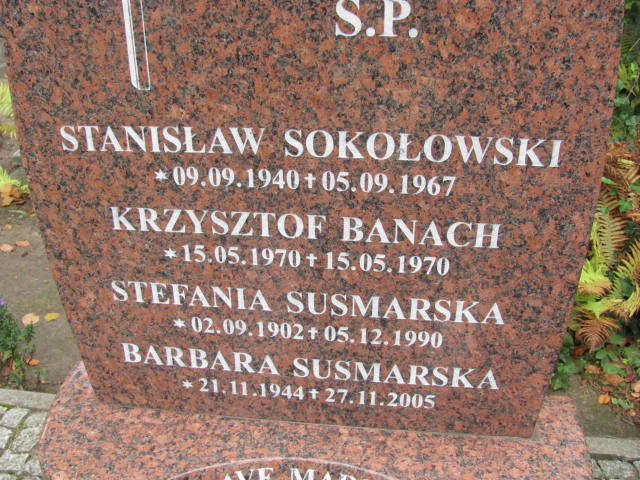 S.P.
STANISŁAW SOKOŁOWSKI
*09.09.1940 † 05.09.1967
KRZYSZTOF BANACH
*15.05.1970 † 15.05.1970
STEFANIA SUSMARSKA
*02.09.1902 † 05.12.1990
BARBARA SUSMARSKA
*21.11.1944 † 27.11.2005
AVE